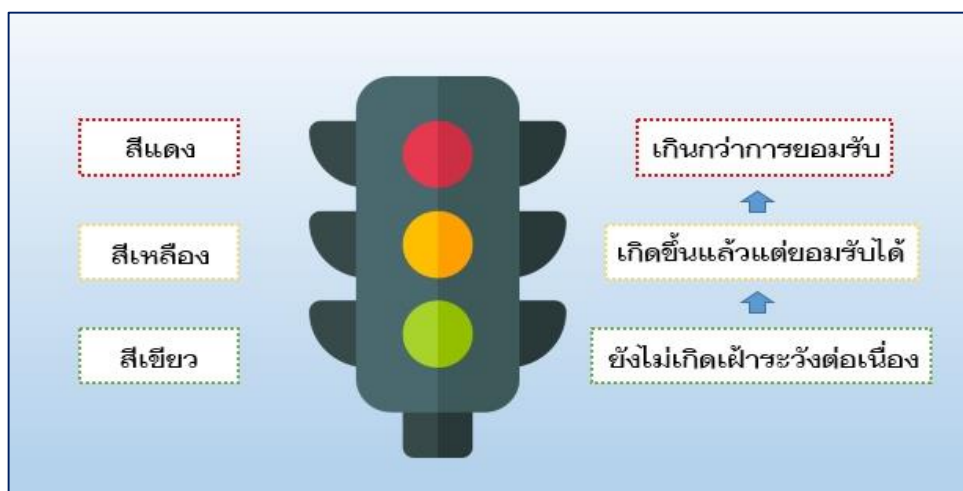 สีแดง
เกินกว่าการยอมรับ
สีเหลือง
เกิดขึ้นแล้วแต่ยอมรับได้
สีเขียว
ยังไม่เกิดเฝ้าระวังต่อเนื่อง